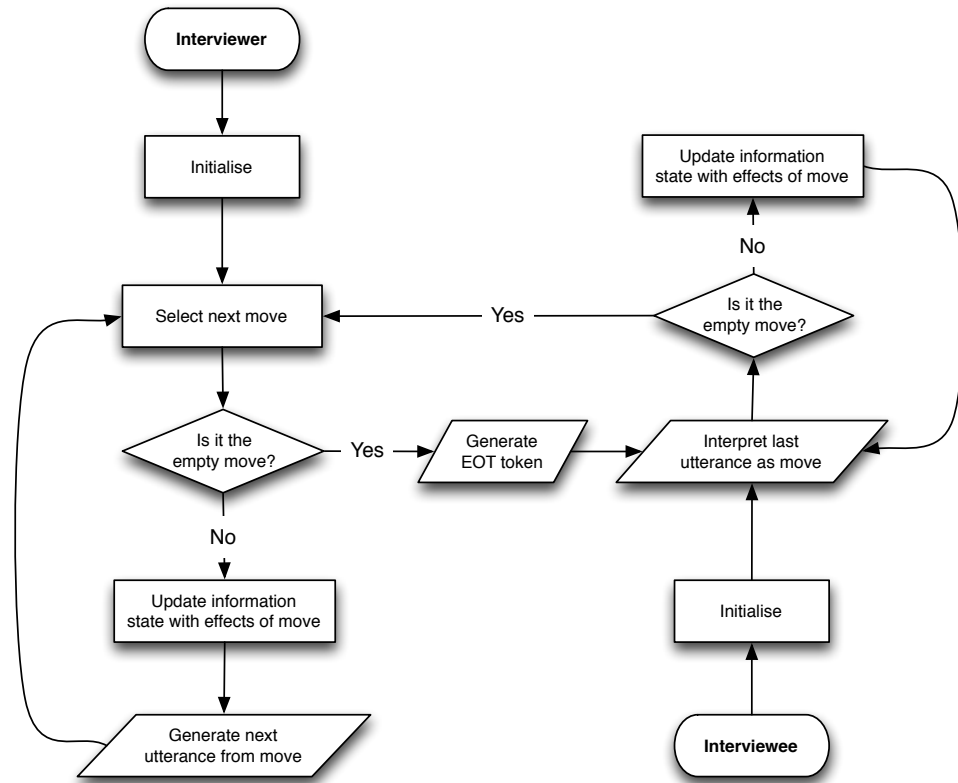 Interviewer
Initialise
Select next move
Is it the
empty move?
Yes
No
Update information
state with effects of move
Generate next
utterance from move
Generate
EOT token
Interpret last
utterance as move
Is it the
empty move?
Yes
No
Update information
state with effects of move
Initialise
Interviewee